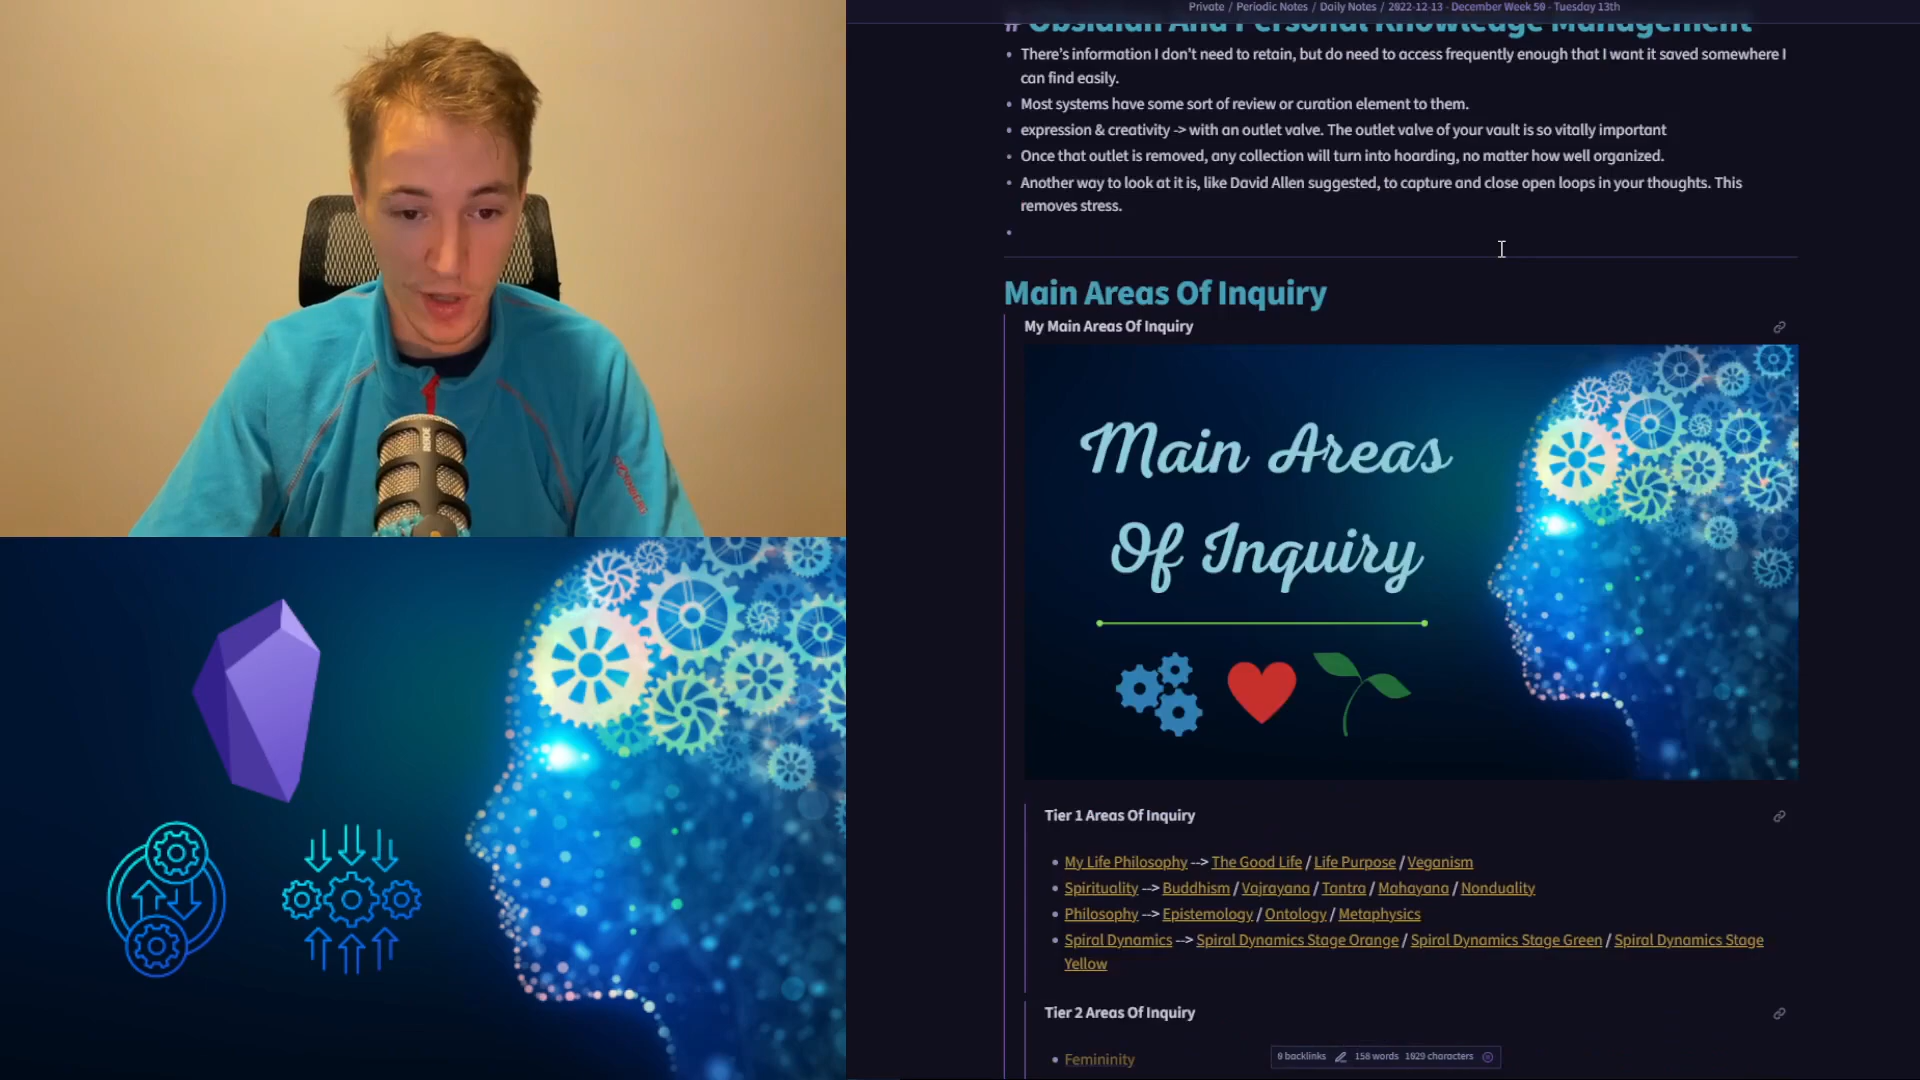 Private / Periodic Notes / Daily Notes / 2022-12-13 - December Week 50 - Tuesday 13th
# Obsidian And Personal Knowledge Management
There's information I don't need to retain, but do need to access frequently enough that I want it saved somewhere I
can find easily.
Most systems have some sort of review or curation element to them.
expression & creativity -> with an outlet valve. The outlet valve of your vault is so vitally important
Once that outlet is removed, any collection will turn into hoarding, no matter how well organized.
Another way to look at it is, like David Allen suggested, to capture and close open loops in your thoughts. This
removes stress.
Main Areas Of Inquiry
My Main Areas Of Inquiry
Main Areas
Of Inquiry
Tier 1 Areas Of Inquiry
My Life Philosophy --> The Good Life / Life Purpose / Veganism
Spirituality --> Buddhism / Vajrayana / Tantra / Mahayana / Nonduality
Philosophy --> Epistemology / Ontology / Metaphysics
Spiral Dynamics --> Spiral Dynamics Stage Orange / Spiral Dynamics Stage Green / Spiral Dynamics Stage
Yellow
Tier 2 Areas Of Inquiry
Femininity
0 backlinks 158 words 1029 characters
RODE